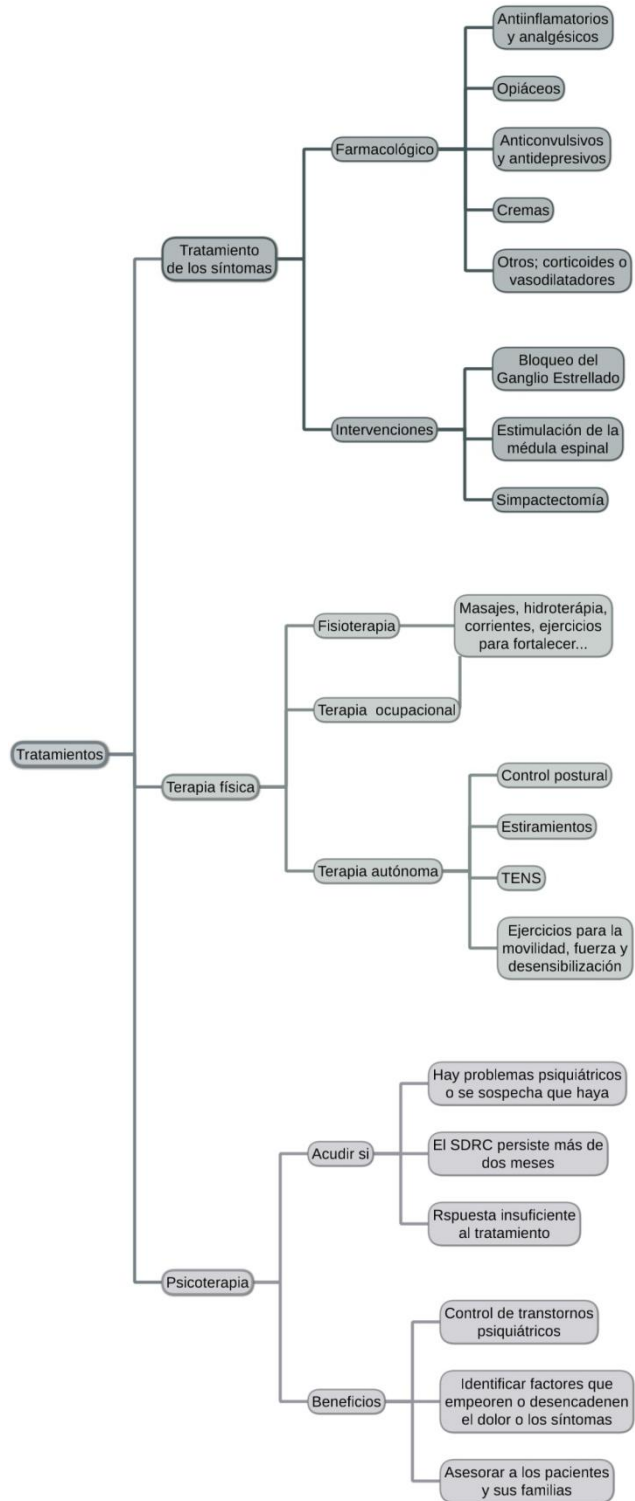 Tratamientos
Tratamiento
de los síntomas
Farmacológico
Antiinflamatorios
y analgésicos
Opiáceos
Anticonvulsivos
y antidepresivos
Cremas
Otros; corticoides o
vasodilatadores
Intervenciones
Bloqueo del
Ganglio Estrellado
Estimulación de la
médula espinal
Simpactectomía
Terapia física
Fisioterapia
Masajes, hidroterápia,
corrientes, ejercicios
para fortalecer...
Terapia ocupacional
Terapia autónoma
Control postural
Estiramientos
TENS
Ejercicios para la
movilidad, fuerza y
desensibilización
Psicoterapia
Acudir si
Hay problemas psiquiátricos
o se sospecha que haya
El SDRC persiste más de
dos meses
Rspuesta insuficiente
al tratamiento
Beneficios
Control de transtornos
psiquiátricos
Identificar factores que
empeoren o desencadenen
el dolor o los síntomas
Asesorar a los pacientes
y sus familias